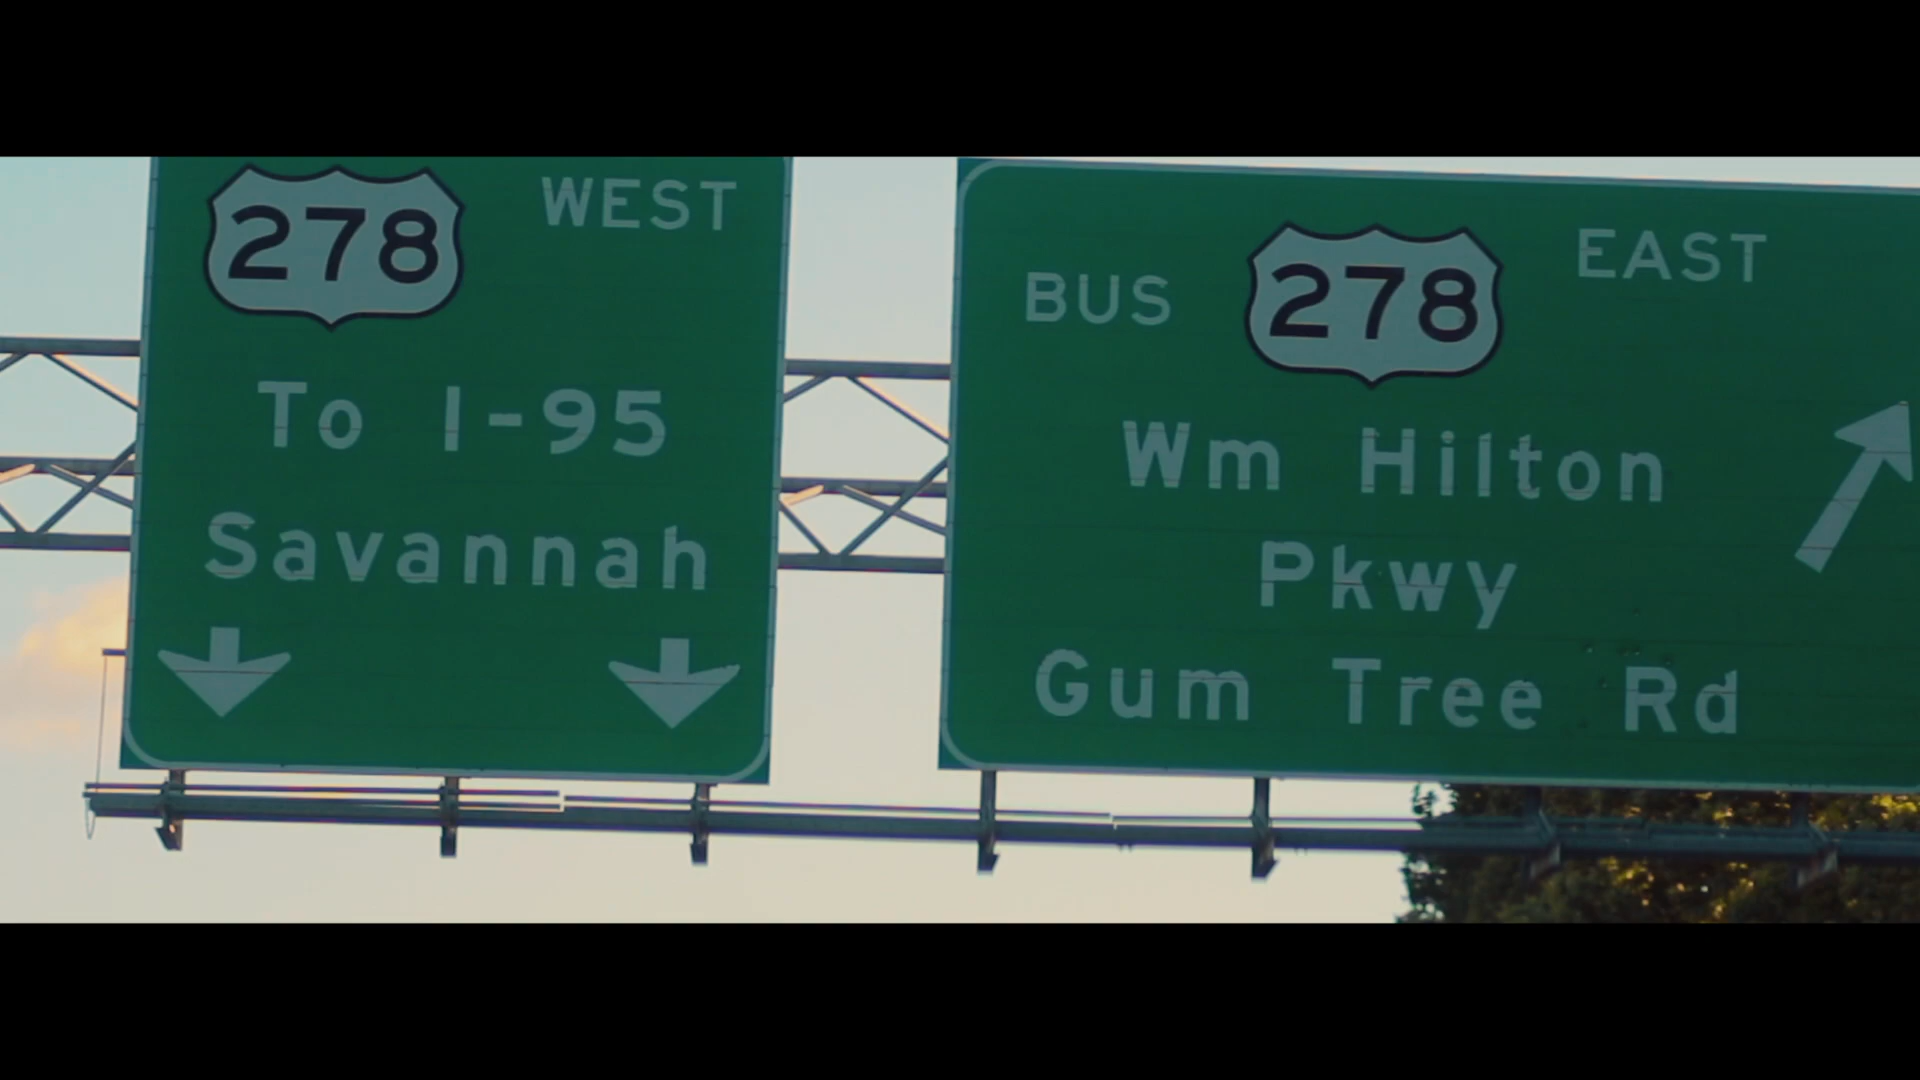 278 WEST
To I-95
Savannah
BUS 278 EAST
Wm Hilton
Pkwy
Gum Tree Rd